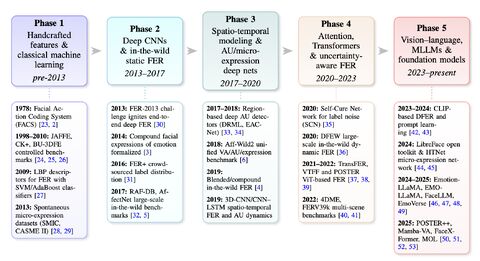 Phase 1
Handcrafted
features &
classical machine
learning
pre-2013
Phase 2
Deep CNNs
& in-the-wild
static FER
2013–2017
Phase 3
Spatio-temporal
modeling &
AU/micro-
expression
deep nets
2017–2020
Phase 4
Attention,
Transformers &
uncertainty-
aware FER
2020–2023
Phase 5
Vision–language,
MLLMs &
foundation models
2023–present
1978: Facial
Action Coding System
(FACS) [23, 2]
1998–2010: JAFFE,
CK+, BU-3DFE
controlled bench-
marks [24, 25, 26]
2009: LBP descrip-
tors for FER with
SVM/AdaBoost classi-
fiers [27]
2013: Spontaneous
micro-expression
datasets (SMIC,
CASME II) [28, 29]
2013: FER-2013
challenge ignites end-
to-end deep FER [30]
2014: Compound facial
expressions of
emotion formalized [3]
2016: FER+ crowd-
sourced label distribu-
tion [31]
2017: RAF-DB, Af-
fectNet large-scale
in-the-wild bench-
marks [32, 5]
2017–2018: Region-
based deep AU detec-
tors (DRML, EAC-
Net) [33, 34]
2018: Aff-Wild2 uni-
fied VA/AU/expression
benchmark [6]
2019:
Blended/compound
in-the-wild FER [4]
2019: 3D-CNN/CNN–
LSTM spatio-temporal
FER and AU dynamics
2020: Self-Cure Net-
work for label noise
(SCN) [35]
2020: DFEW large-
scale in-the-wild dy-
namic FER [36]
2021–2022: TransFER,
VTFF and POSTER
ViT-based FER [37, 38,
39]
2022: 4DME,
FERV39k multi-scene
benchmarks [40, 41]
2023–2024: CLIP-
based DFER and
prompt learning
[42, 43]
2024: LibreFace open
toolkit & HTNet
micro-expression net-
work [44, 45]
2024–2025: Emotion-
LLaMA, EMO-
LLaMA, FaceLLM,
EmoVerse [46, 47, 48,
49]
2025: POSTER++,
Mamba-VA, FaceX-
Former, MOL [50, 51,
52, 53]